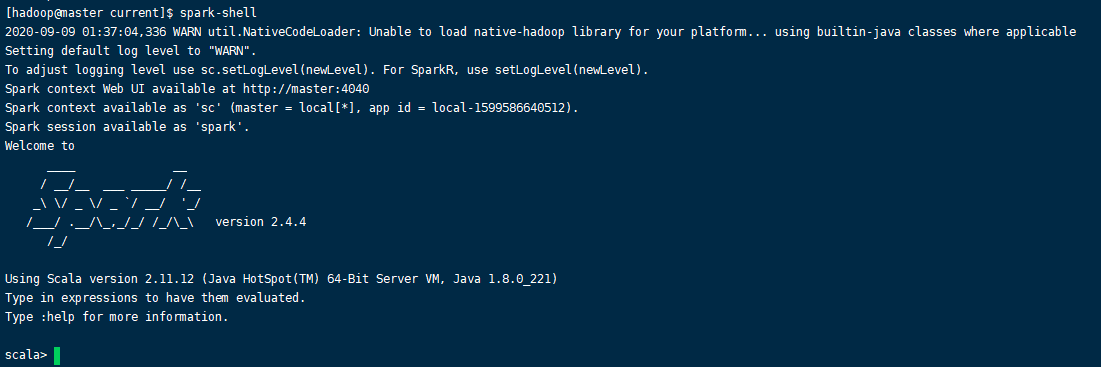 [hadoop@master current]$ spark-shell
2020-09-09 01:37:04,336 WARN util.NativeCodeLoader: Unable to load native-hadoop library for your platform... using builtin-java classes where applicable
Setting default log level to "WARN".
To adjust logging level use sc.setLogLevel(newLevel). For SparkR, use setLogLevel(newLevel).
Spark context Web UI available at http://master:4040
Spark context available as 'sc' (master = local[*], app id = local-1599586640512).
Spark session available as 'spark'.
Welcome to
      ____              __
     / __/__  ___ _____/ /__
    _\ \/ _ \/ _ `/ __/  '_/
   /___/ .__/\_,_/_/ /_/\_\   version 2.4.4
      /_/
Using Scala version 2.11.12 (Java HotSpot(TM) 64-Bit Server VM, Java 1.8.0_221)
Type in expressions to have them evaluated.
Type :help for more information.
scala>